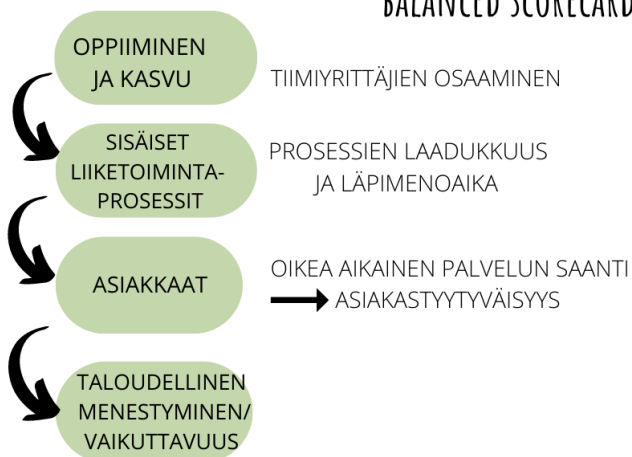 BALANCED SCORECARD
OPPIIMINEN
JA KASVU
TIIMIYRITTÄJIEN OSAAMINEN
SISÄISET
LIIKETOIMINTA-
PROSESSIT
PROSESSIEN LAADUKKUUS
JA LÄPIMENOAIKA
ASIAKKAAT
OIKEA AIKAINEN PALVELUN SAANTI
ASIAKASTYYTYVÄISYYS
TALOUDELLINEN
MENESTYMINEN/
VAIKUTTAVUUS